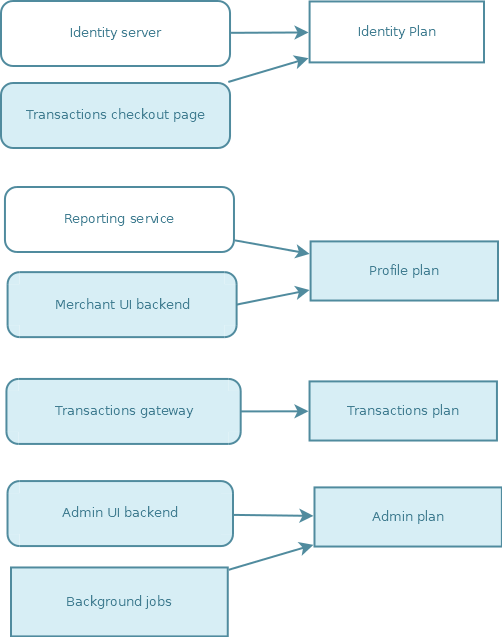 Identity server
Identity Plan
Transactions checkout page
Reporting service
Profile plan
Merchant UI backend
Transactions gateway
Transactions plan
Admin UI backend
Admin plan
Background jobs